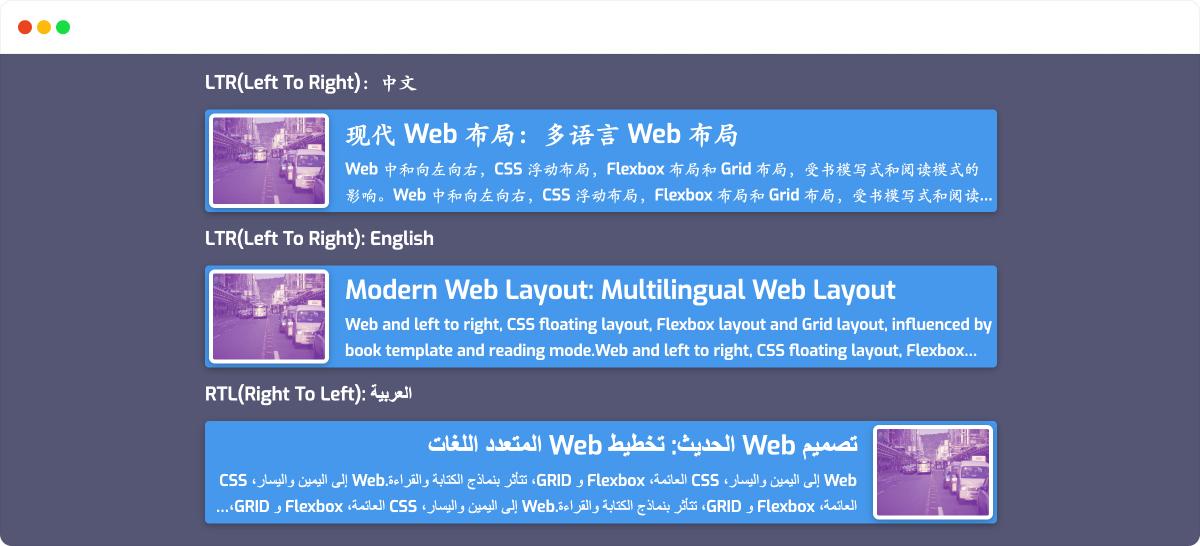 LTR(Left To Right)：中文
现代 Web 布局：多语言 Web 布局
Web 中和向左向右，CSS 浮动布局，Flexbox 布局和 Grid 布局，受书模写式和阅读模式的
影响。Web 中和向左向右，CSS 浮动布局，Flexbox 布局和 Grid 布局，受书模写式和阅读...
LTR(Left To Right): English
Modern Web Layout: Multilingual Web Layout
Web and left to right, CSS floating layout, Flexbox layout and Grid layout, influenced by
book template and reading mode.Web and left to right, CSS floating layout, Flexbox...
RTL(Right To Left): العربية
تصميم Web الحديث: تخطيط Web المتعدد اللغات
Web إلى اليمين واليسار، CSS العائمة، Flexbox و GRID، تتأثر بنماذج الكتابة والقراءة.Web إلى اليمين واليسار، CSS
العائمة، Flexbox و GRID، تتأثر بنماذج الكتابة والقراءة.Web إلى اليمين واليسار، CSS العائمة، Flexbox و GRID،...